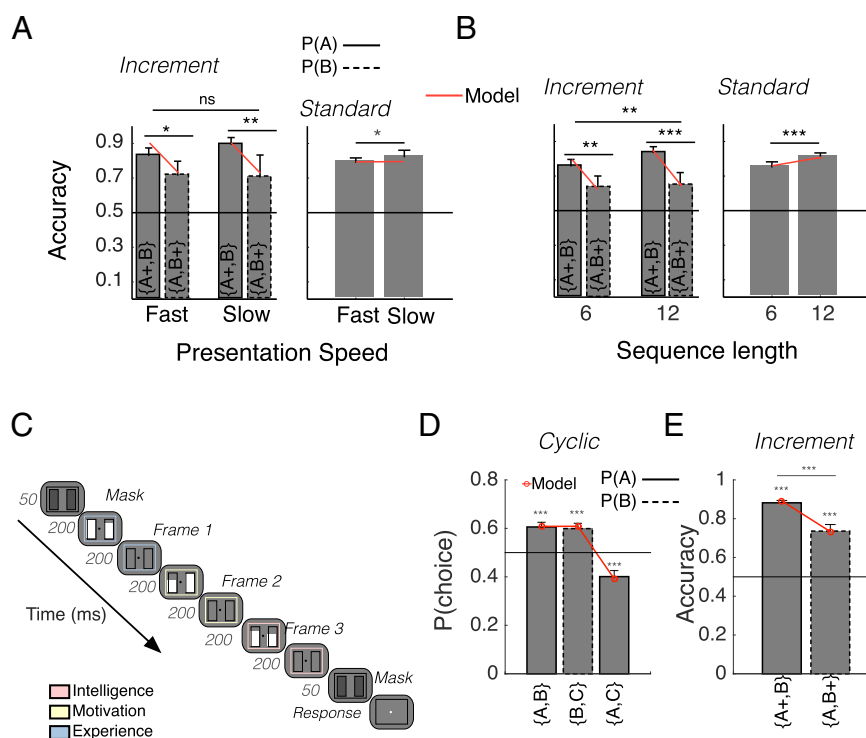 A
B
P(A)
P(B)
Increment
Standard
Model
Increment
Standard
ns
*
**
*
**
**
***
***
Accuracy
0.9
0.7
0.5
0.3
0.1
{A+,B}
{A,B+}
{A+,B}
{A,B+}
{A+,B}
{A,B+}
{A+,B}
{A,B+}
Fast
Slow
Fast
Slow
6
12
6
12
Presentation Speed
Sequence length
C
D
E
Cyclic
Increment
Model
P(A)
P(B)
50
Mask
200
200
Frame 1
200
200
Frame 2
200
200
Frame 3
50
Mask
Response
Time (ms)
Intelligence
Motivation
Experience
P(choice)
0.8
0.6
0.4
0.2
0
***
***
***
{A,B}
{B,C}
{A,C}
Accuracy
1
0.8
0.6
0.4
0.2
0
***
***
***
{A+,B}
{A,B+}